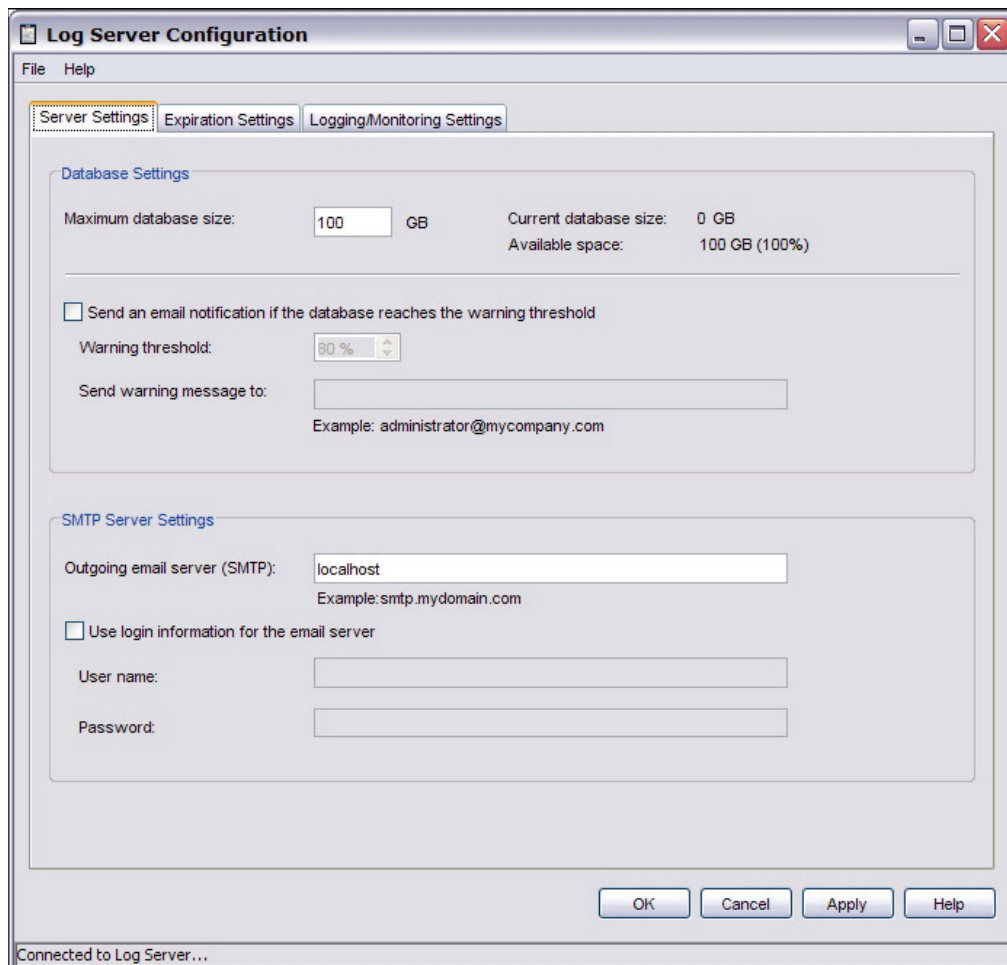 Log Server Configuration
File Help
Server Settings Expiration Settings Logging/Monitoring Settings
Database Settings
Maximum database size: 100 GB Current database size: 0 GB
Available space: 100 GB (100%)
Send an email notification if the database reaches the warning threshold
Warning threshold: 80 %
Send warning message to:
Example: administrator@mycompany.com
SMTP Server Settings
Outgoing email server (SMTP): localhost
Example:smtp.mydomain.com
Use login information for the email server
User name:
Password:
OK Cancel Apply Help
Connected to Log Server...